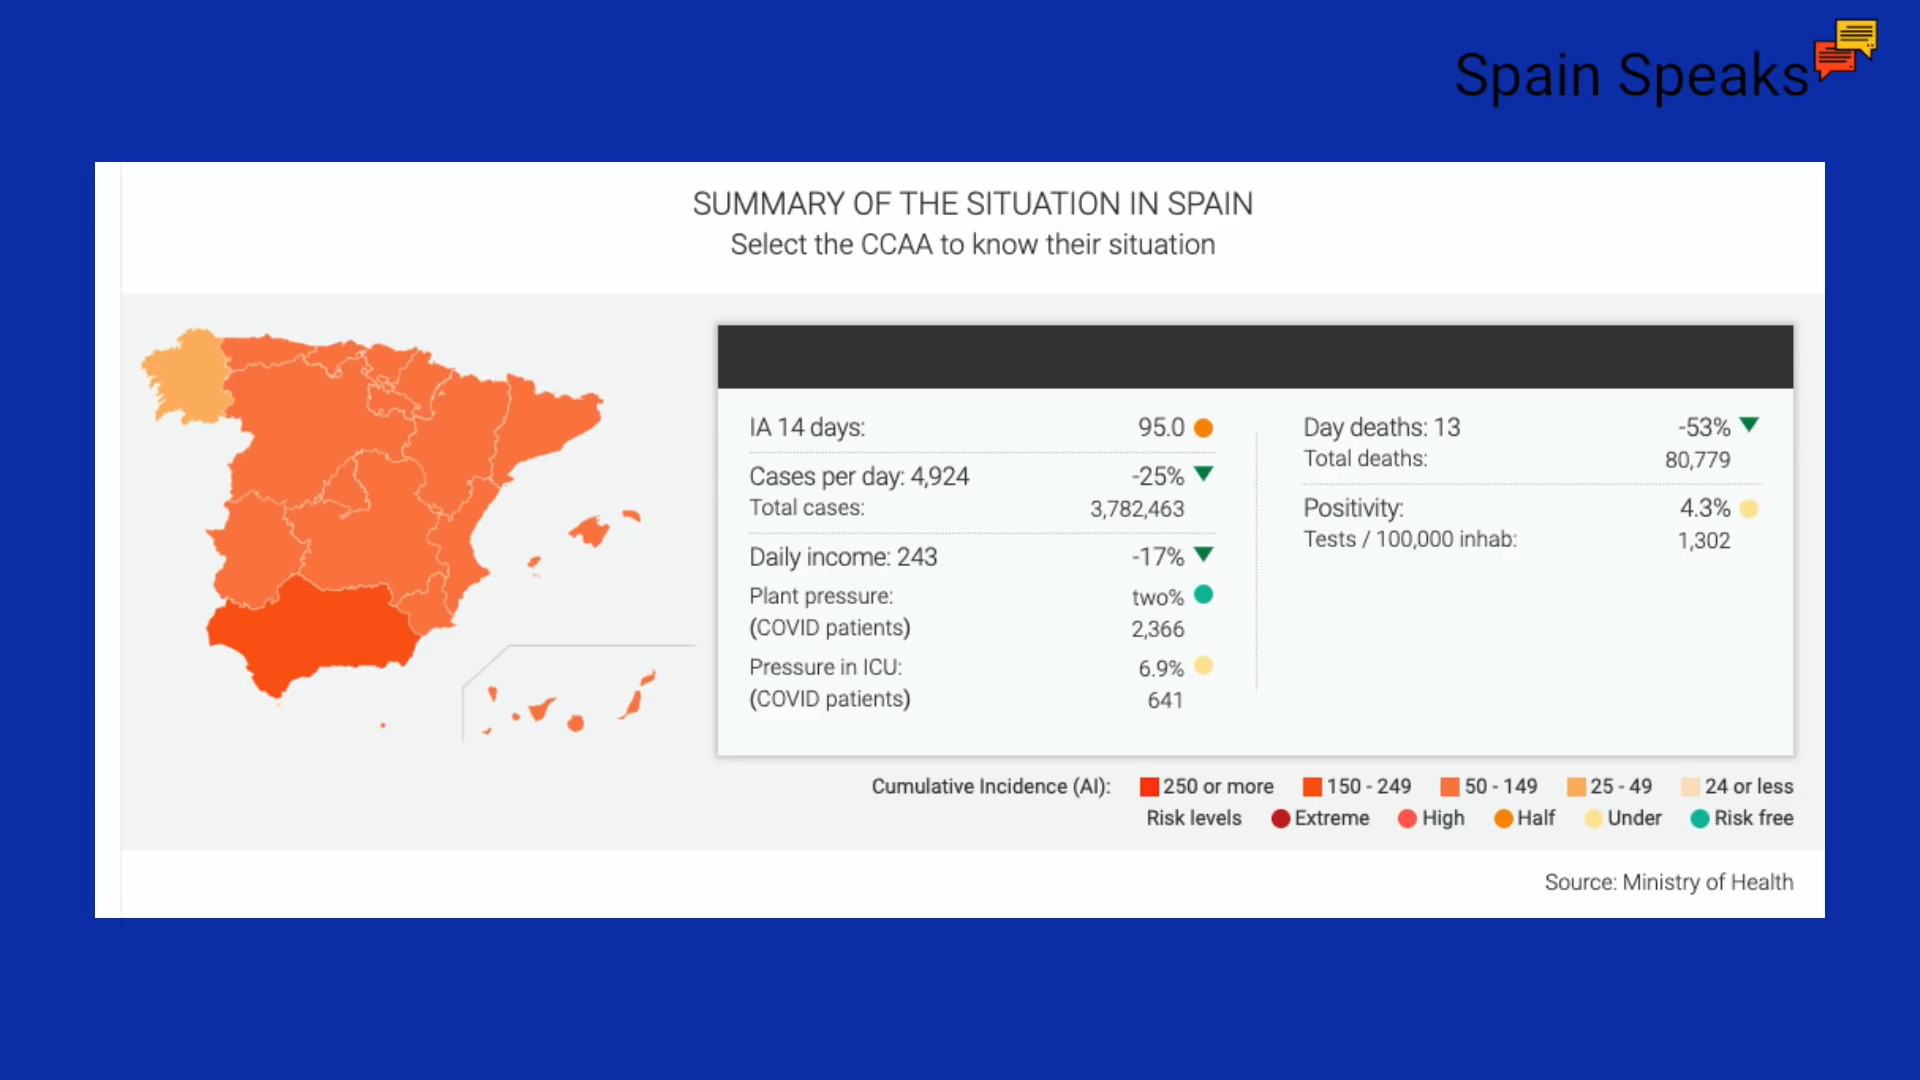 Spain Speaks
SUMMARY OF THE SITUATION IN SPAIN
Select the CCAA to know their situation
IA 14 days: 95.0
Cases per day: 4,924 -25%
Total cases: 3,782,463
Daily income: 243 -17%
Plant pressure: two%
(COVID patients) 2,366
Pressure in ICU: 6.9%
(COVID patients) 641
Day deaths: 13 -53%
Total deaths: 80,779
Positivity: 4.3%
Tests / 100,000 inhab: 1,302
Cumulative Incidence (AI): 250 or more 150 - 249 50 - 149 25 - 49 24 or less
Risk levels Extreme High Half Under Risk free
Source: Ministry of Health